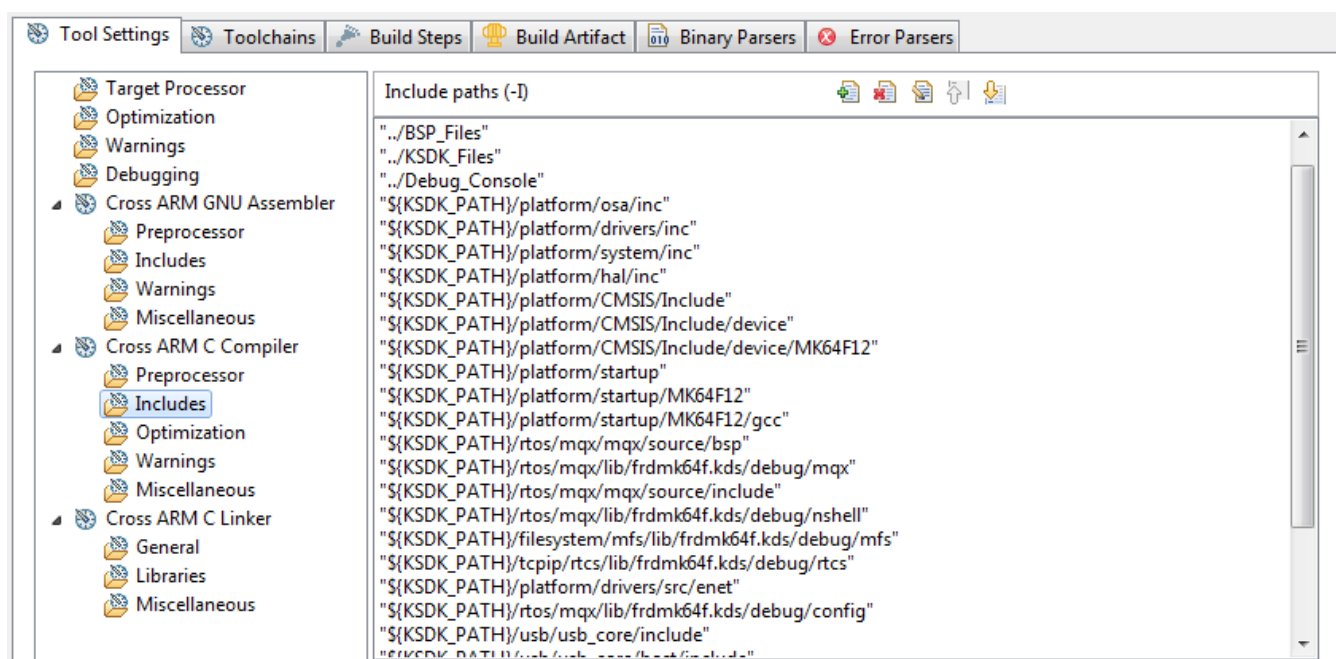 Tool Settings
Toolchains
Build Steps
Build Artifact
010
Binary Parsers
Error Parsers
Target Processor
Optimization
Warnings
Debugging
Cross ARM GNU Assembler
Preprocessor
Includes
Warnings
Miscellaneous
Cross ARM C Compiler
Preprocessor
Includes
Optimization
Warnings
Miscellaneous
Cross ARM C Linker
General
Libraries
Miscellaneous
Include paths (-I)
"../BSP_Files"
"../KSDK_Files"
"../Debug_Console"
"${KSDK_PATH}/platform/osa/inc"
"${KSDK_PATH}/platform/drivers/inc"
"${KSDK_PATH}/platform/system/inc"
"${KSDK_PATH}/platform/hal/inc"
"${KSDK_PATH}/platform/CMSIS/Include"
"${KSDK_PATH}/platform/CMSIS/Include/device"
"${KSDK_PATH}/platform/CMSIS/Include/device/MK64F12"
"${KSDK_PATH}/platform/startup"
"${KSDK_PATH}/platform/startup/MK64F12"
"${KSDK_PATH}/platform/startup/MK64F12/gcc"
"${KSDK_PATH}/rtos/mqx/mqx/source/bsp"
"${KSDK_PATH}/rtos/mqx/lib/frdmk64f.kds/debug/mqx"
"${KSDK_PATH}/rtos/mqx/mqx/source/include"
"${KSDK_PATH}/rtos/mqx/lib/frdmk64f.kds/debug/nshell"
"${KSDK_PATH}/filesystem/mfs/lib/frdmk64f.kds/debug/mfs"
"${KSDK_PATH}/tcpip/rtcs/lib/frdmk64f.kds/debug/rtcs"
"${KSDK_PATH}/platform/drivers/src/enet"
"${KSDK_PATH}/rtos/mqx/lib/frdmk64f.kds/debug/config"
"${KSDK_PATH}/usb/usb_core/include"
"${KSDK_PATH}/usb/usb_core/host/include"